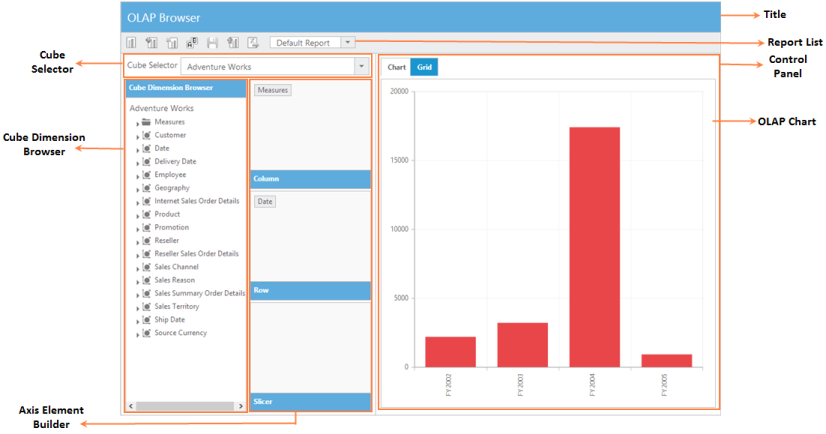 OLAP Browser
Title
Default Report
Report List
Cube Selector
Cube Selector
Adventure Works
Control Panel
Chart
Grid
Cube Dimension Browser
Cube Dimension Browser
Adventure Works
Measures
Customer
Date
Delivery Date
Employee
Geography
Internet Sales Order Details
Product
Promotion
Reseller
Reseller Sales Order Details
Sales Channel
Sales Reason
Sales Summary Order Details
Sales Territory
Ship Date
Source Currency
Measures
Column
Date
Row
Slicer
Axis Element Builder
20000
15000
10000
5000
0
FY 2002
FY 2003
FY 2004
FY 2005
OLAP Chart